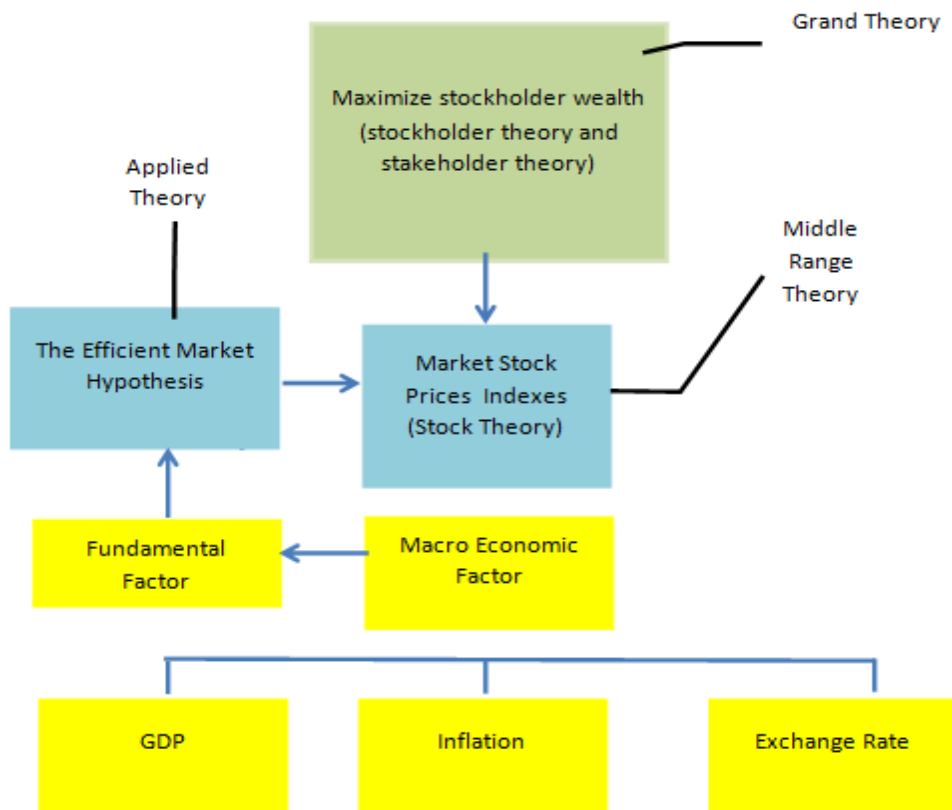 Grand Theory
Maximize stockholder wealth
(stockholder theory and
stakeholder theory)
Applied
Theory
Middle
Range
Theory
The Efficient Market
Hypothesis
Market Stock
Prices Indexes
(Stock Theory)
Fundamental
Factor
Macro Economic
Factor
GDP
Inflation
Exchange Rate